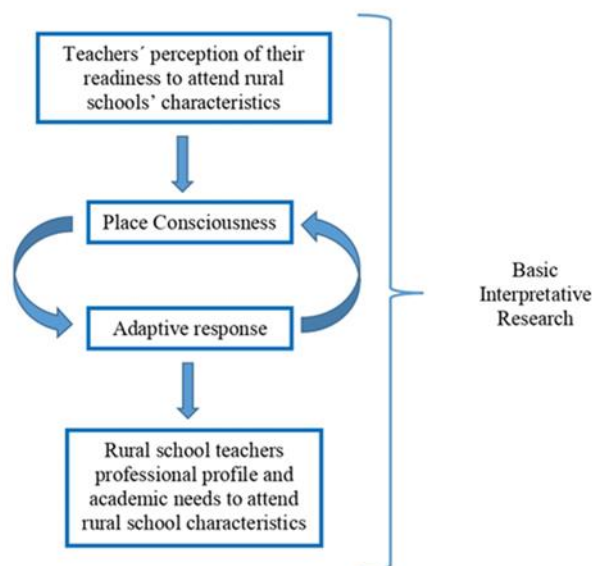 Teachers´ perception of their
readiness to attend rural
schools’ characteristics
Place Consciousness
Adaptive response
Rural school teachers
professional profile and
academic needs to attend
rural school characteristics
Basic
Interpretative
Research